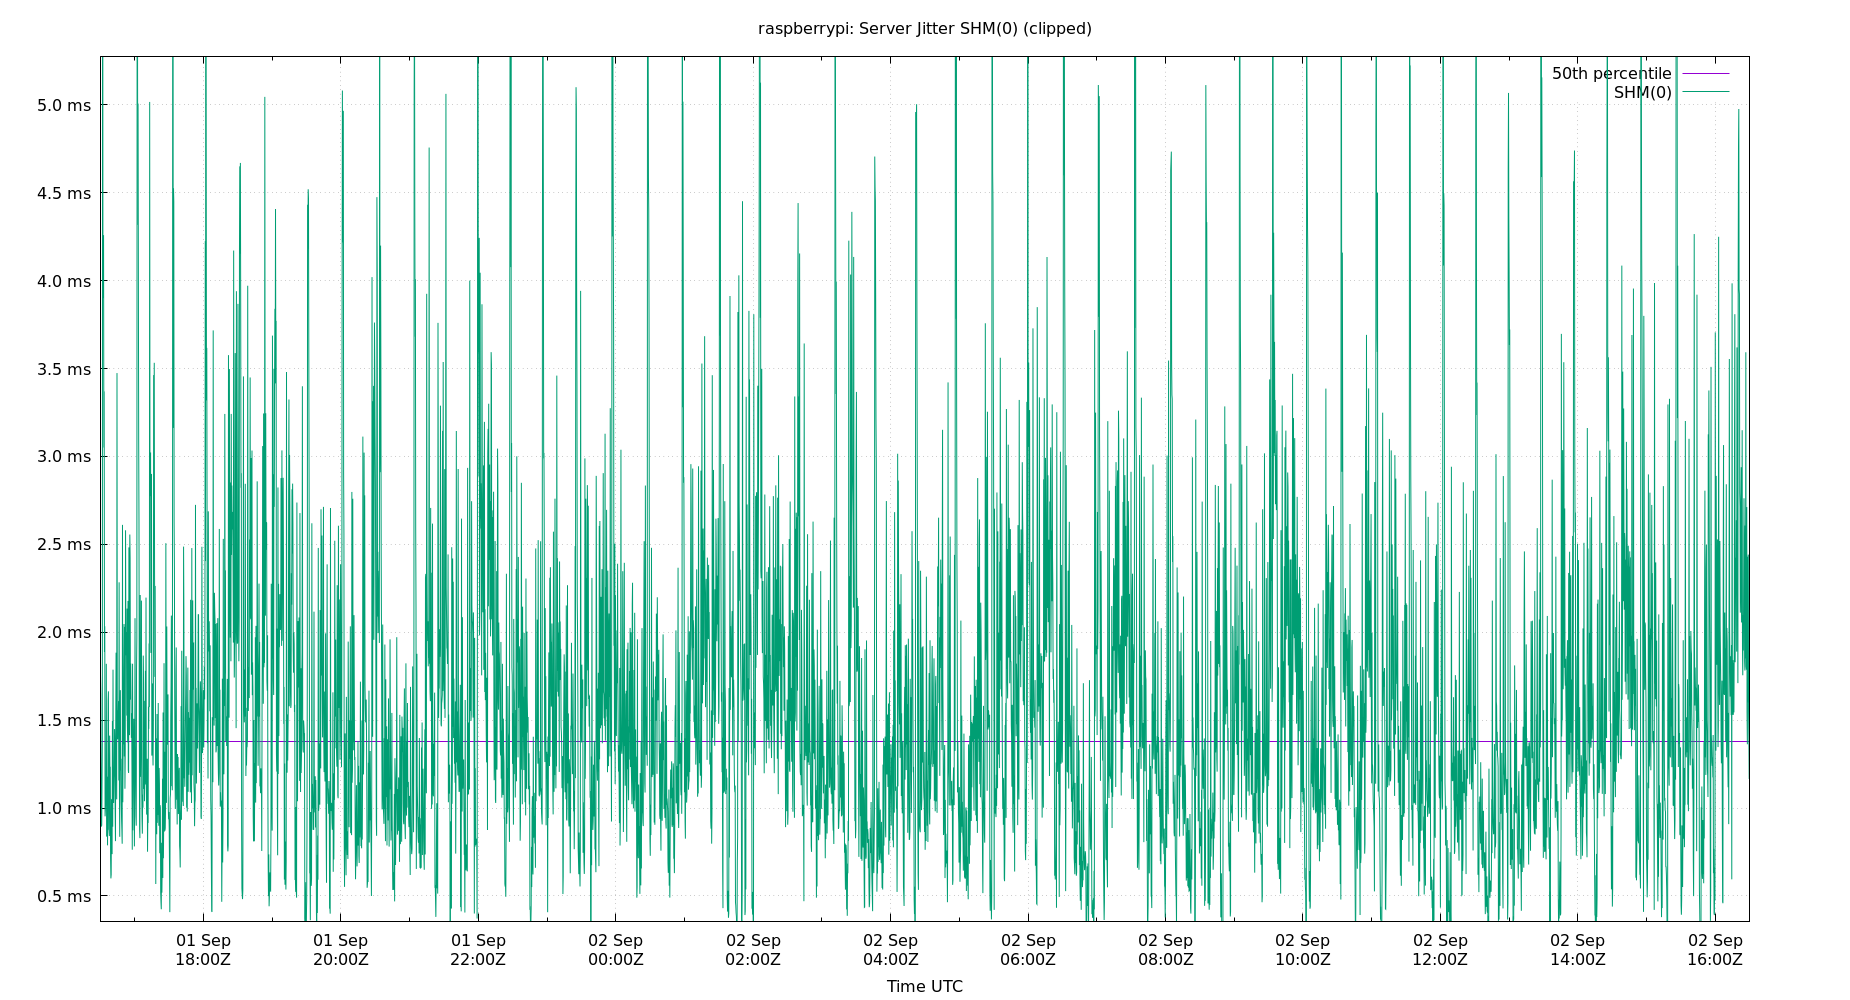 raspberrypi: Server Jitter SHM(0) (clipped)
50th percentile
SHM(0)
5.0 ms
4.5 ms
4.0 ms
3.5 ms
3.0 ms
2.5 ms
2.0 ms
1.5 ms
1.0 ms
0.5 ms
01 Sep 01 Sep 01 Sep 02 Sep 02 Sep 02 Sep 02 Sep 02 Sep 02 Sep 02 Sep 02 Sep 02 Sep
18:00Z 20:00Z 22:00Z 00:00Z 02:00Z 04:00Z 06:00Z 08:00Z 10:00Z 12:00Z 14:00Z 16:00Z
Time UTC